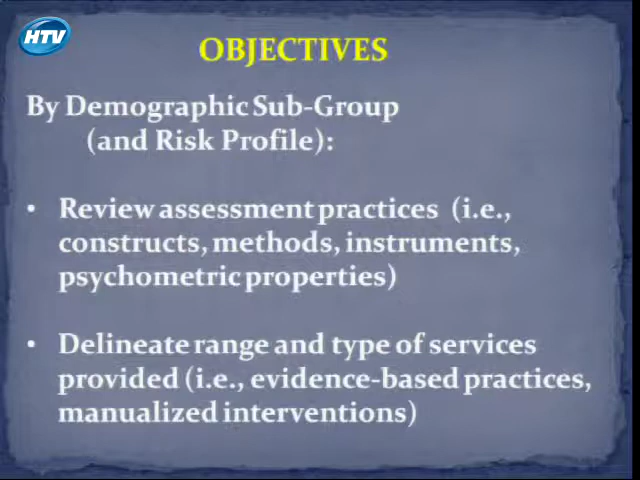 HTV
OBJECTIVES
By Demographic Sub-Group
(and Risk Profile):
• Review assessment practices (i.e.,
constructs, methods, instruments,
psychometric properties)
• Delineate range and type of services
provided (i.e., evidence-based practices,
manualized interventions)